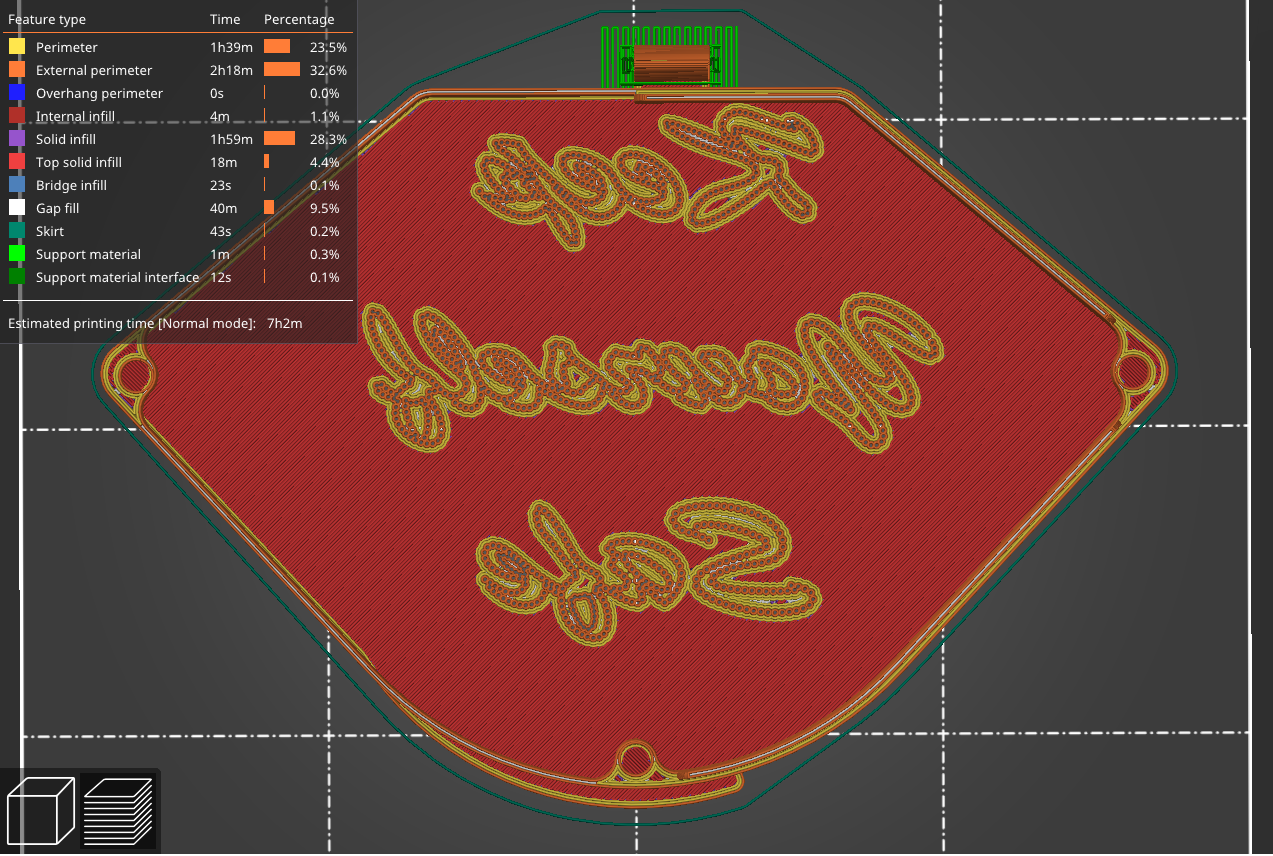 Feature type Time Percentage
Perimeter 1h39m 23.5%
External perimeter 2h18m 32.6%
Overhang perimeter 0s 0.0%
Internal infill 4m 1.1%
Solid infill 1h59m 28.3%
Top solid infill 18m 4.4%
Bridge infill 23s 0.1%
Gap fill 40m 9.5%
Skirt 43s 0.2%
Support material 1m 0.3%
Support material interface 12s 0.1%
Estimated printing time [Normal mode]: 7h2m
Keep
Yourself
Safe